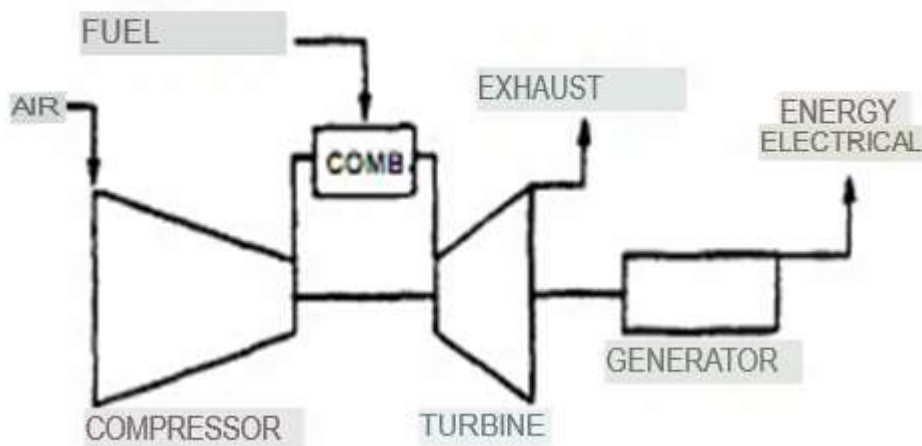 FUEL
AIR
EXHAUST
ENERGY
ELECTRICAL
COMB
GENERATOR
COMPRESSOR
TURBINE